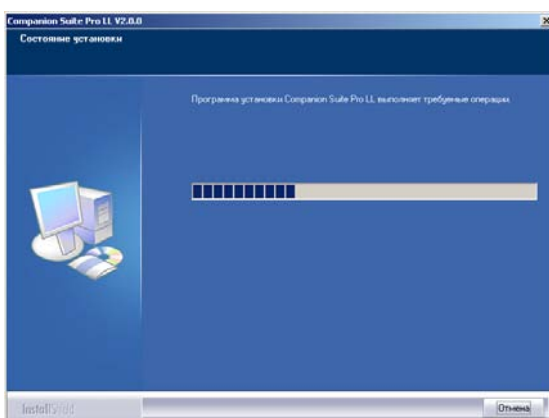 Companion Suite Pro LL V2.0.0
Состояние установки
Программа установки Companion Suite Pro LL выполняет требуемые операции.
InstallShield
Отмена